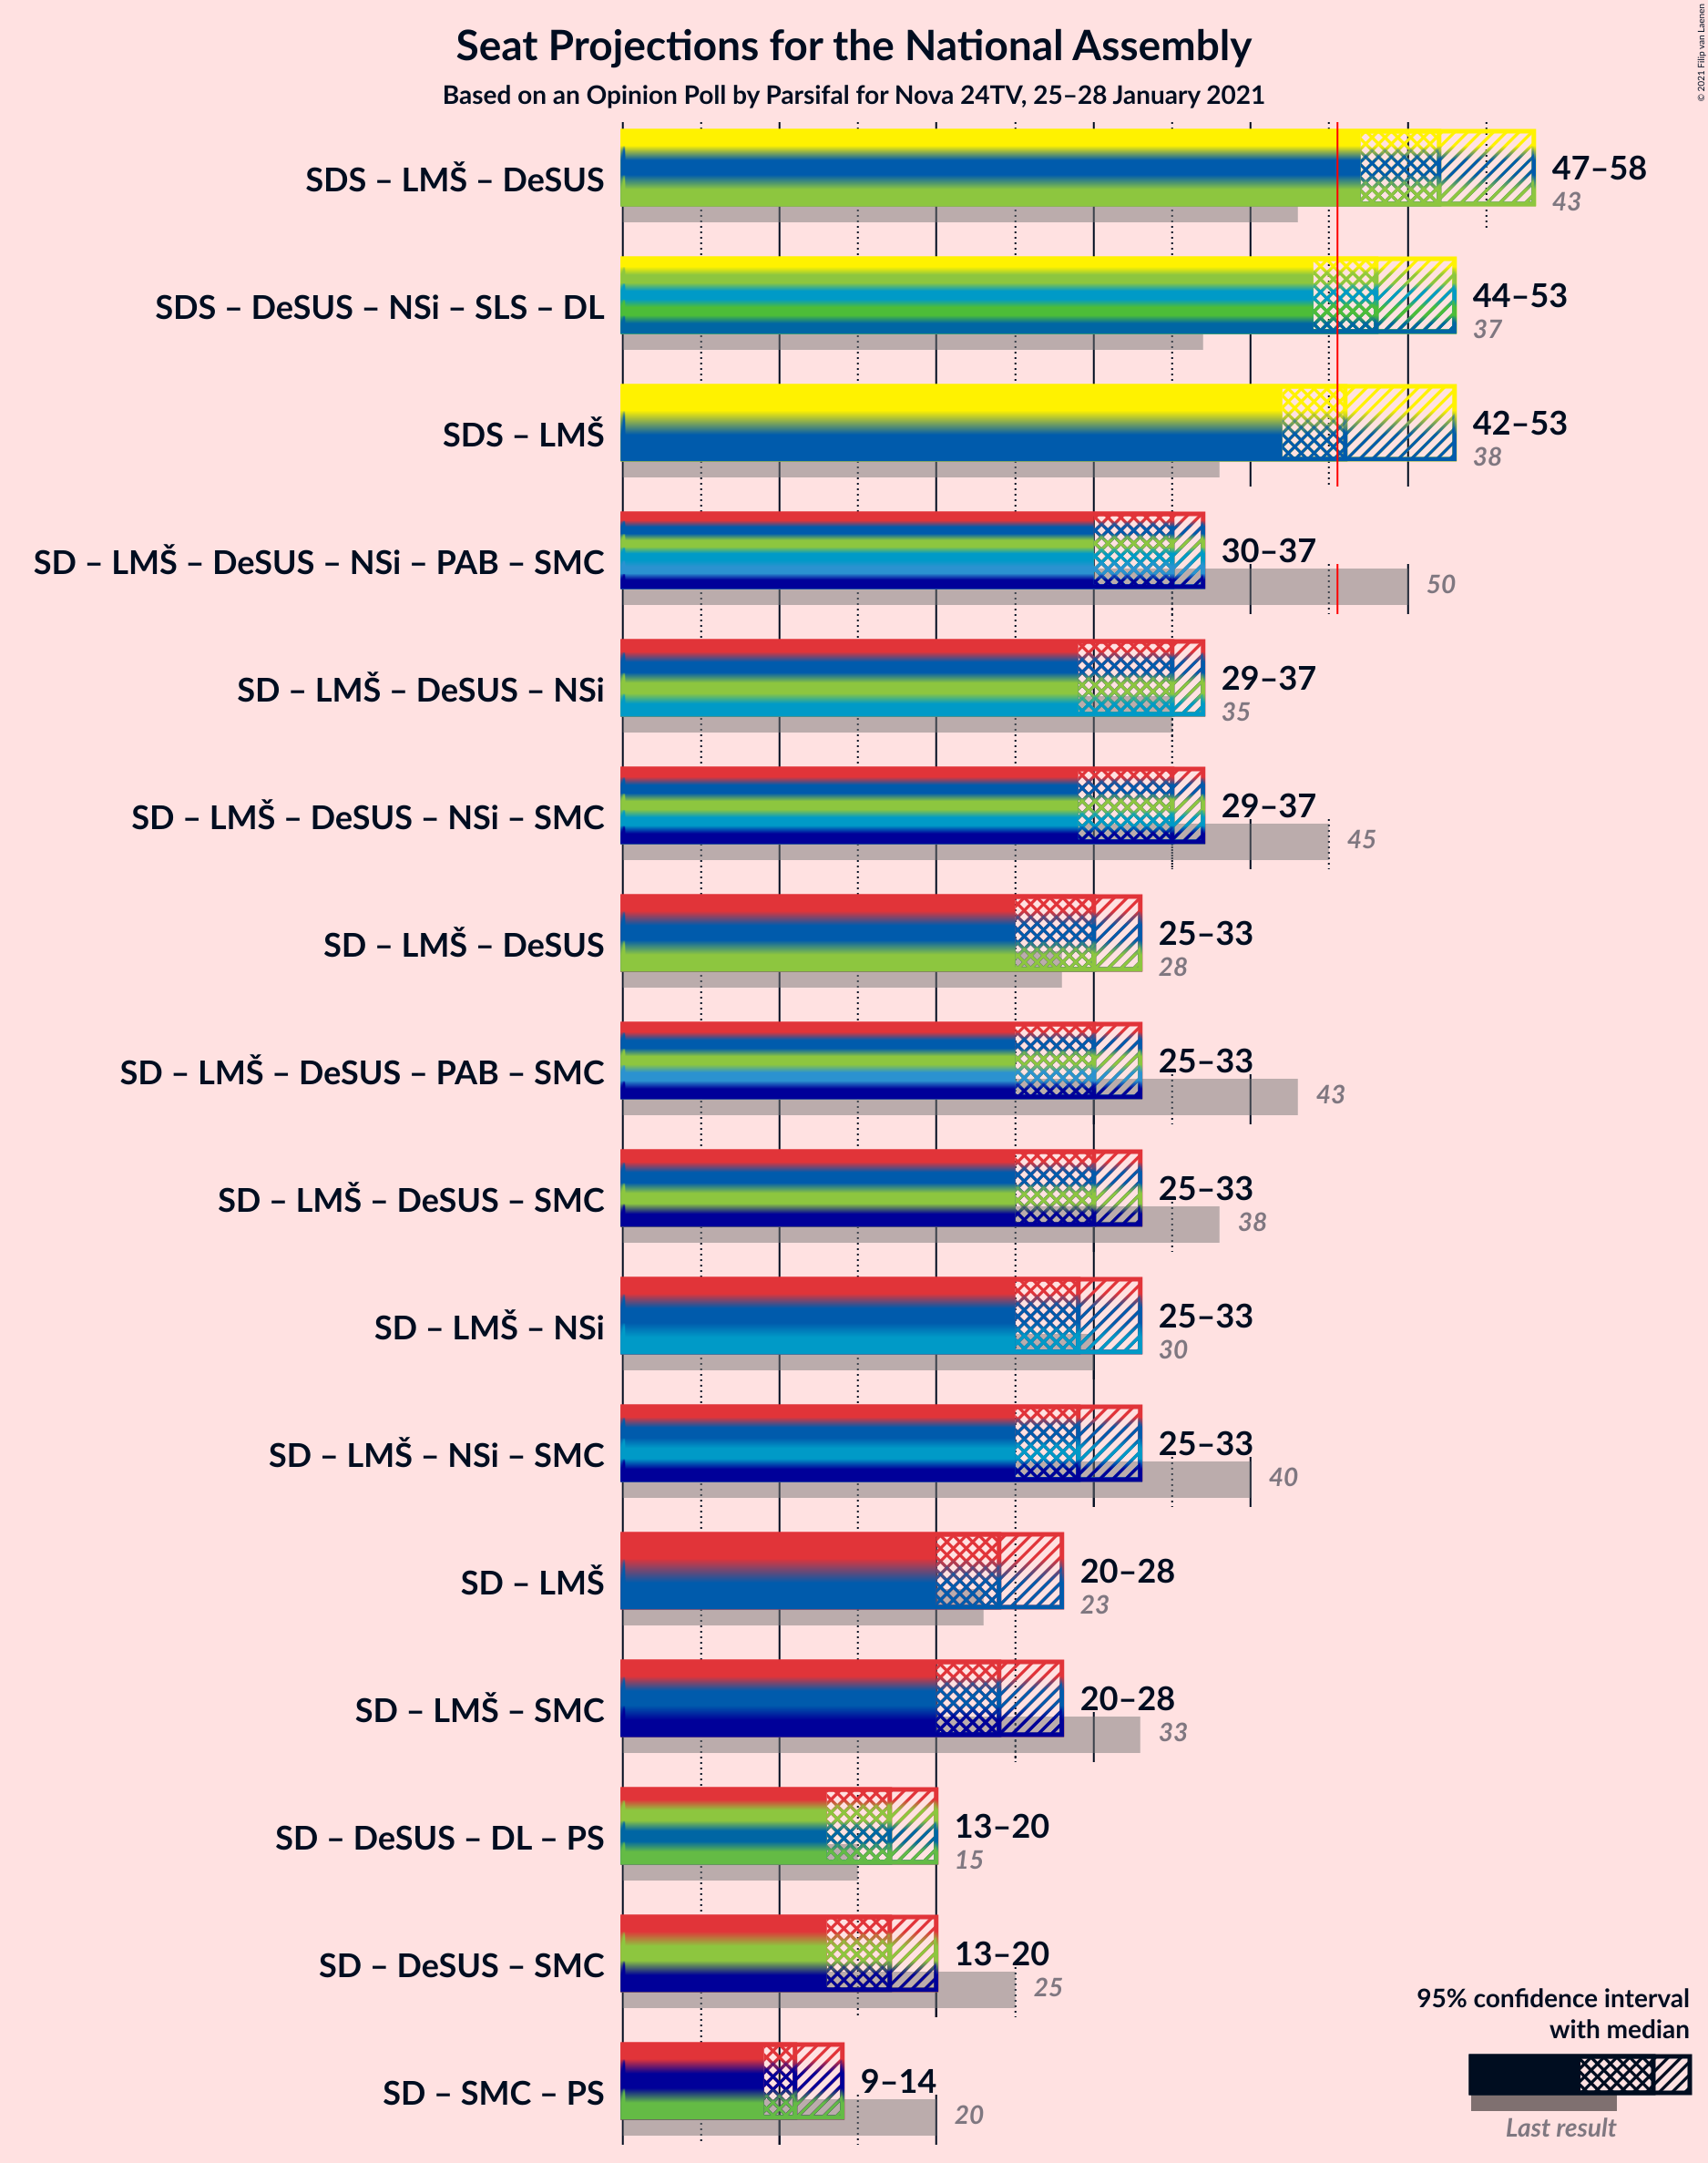 Seat Projections for the National Assembly
Based on an Opinion Poll by Parsifal for Nova 24TV, 25–28 January 2021
© 2021 Filip van Laenen
SDS – LMŠ – DeSUS
47–58
43
SDS – DeSUS – NSi – SLS – DL
44–53
37
SDS – LMŠ
42–53
38
SD – LMŠ – DeSUS – NSi – PAB – SMC
30–37
50
SD – LMŠ – DeSUS – NSi
29–37
35
SD – LMŠ – DeSUS – NSi – SMC
29–37
45
SD – LMŠ – DeSUS
25–33
28
SD – LMŠ – DeSUS – PAB – SMC
25–33
43
SD – LMŠ – DeSUS – SMC
25–33
38
SD – LMŠ – NSi
25–33
30
SD – LMŠ – NSi – SMC
25–33
40
SD – LMŠ
20–28
23
SD – LMŠ – SMC
20–28
33
SD – DeSUS – DL – PS
13–20
15
SD – DeSUS – SMC
13–20
25
SD – SMC – PS
9–14
20
95% confidence interval
with median
Last result